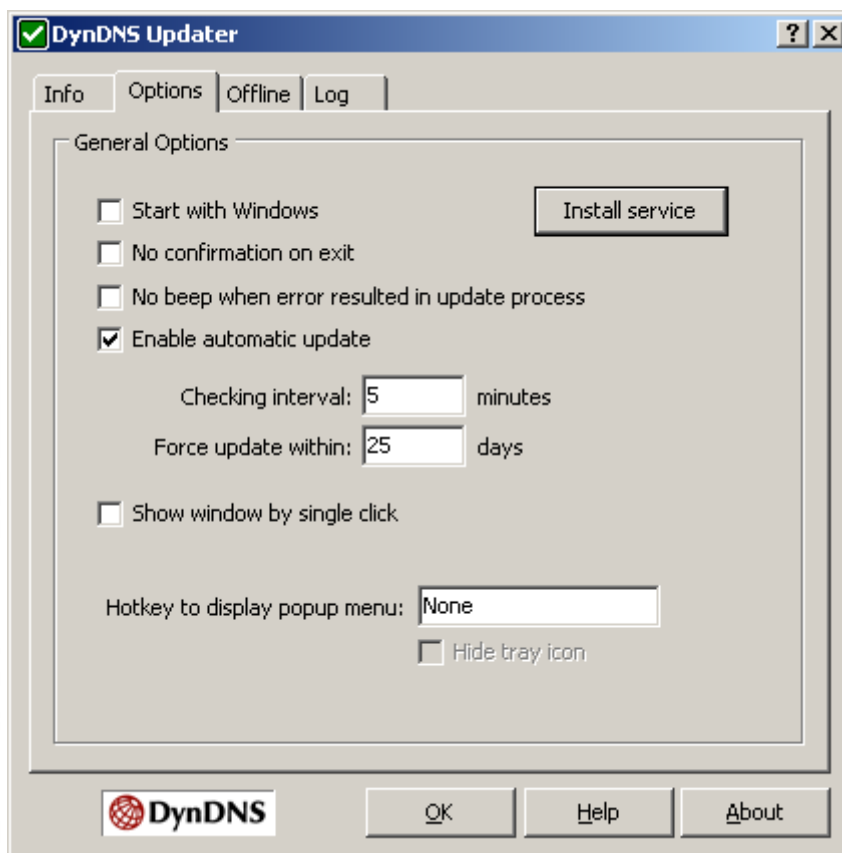 DynDNS Updater
Info Options Offline Log
General Options
Start with Windows Install service
No confirmation on exit
No beep when error resulted in update process
Enable automatic update
Checking interval: 5 minutes
Force update within: 25 days
Show window by single click
Hotkey to display popup menu: None
Hide tray icon
DynDNS OK Help About